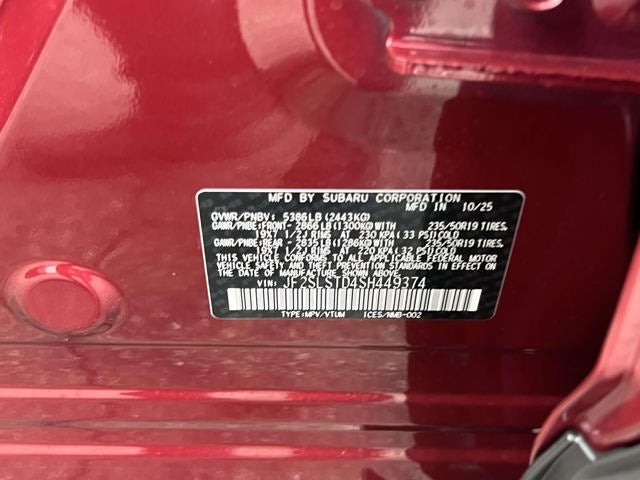 MFD BY SUBARU CORPORATION
MADE IN JAPAN 10/25
GVWR/PNBV: 5386LB(2443KG)
GAWR/PNBE:FRONT- 2866LB(1300KG)WITH 235/50R19 TIRES,
19X7 1/2J RIMS AT 230 KPA(33 PSI)COLD
GAWR/PNBE:REAR - 2835LB(1286KG)WITH 235/50R19 TIRES,
19X7 1/2J RIMS AT 220 KPA(32 PSI)COLD
THIS VEHICLE CONFORMS TO ALL APPLICABLE FEDERAL MOTOR
VEHICLE SAFETY, BUMPER, AND THEFT PREVENTION STANDARDS
IN EFFECT ON THE DATE OF MANUFACTURE SHOWN ABOVE.
VIN: JF2SLSTD4SH449374
TYPE:MPV/VTUM ICES/NMB-002